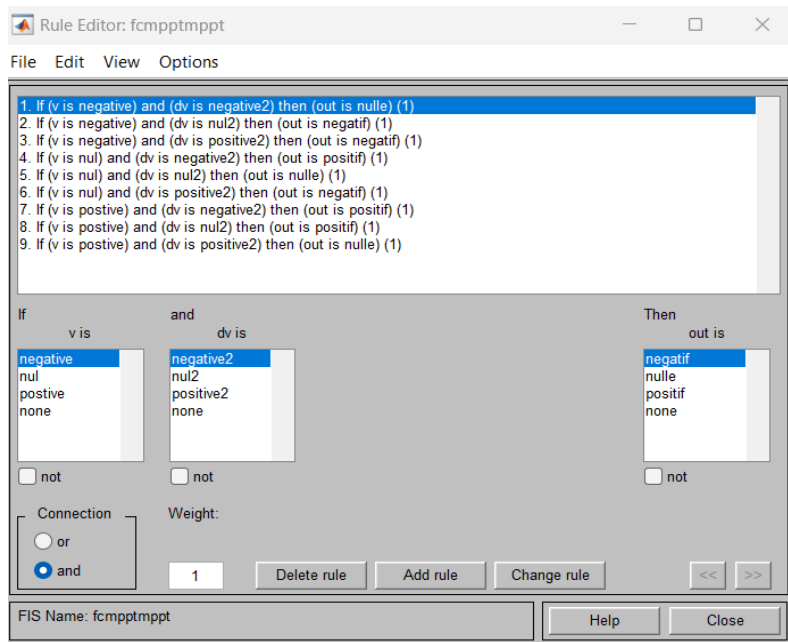 Rule Editor: fcmpptmppt
File Edit View Options
1. If (v is negative) and (dv is negative2) then (out is nulle) (1)
2. If (v is negative) and (dv is nul2) then (out is negatif) (1)
3. If (v is negative) and (dv is positive2) then (out is negatif) (1)
4. If (v is nul) and (dv is negative2) then (out is positif) (1)
5. If (v is nul) and (dv is nul2) then (out is nulle) (1)
6. If (v is nul) and (dv is positive2) then (out is negatif) (1)
7. If (v is postive) and (dv is negative2) then (out is positif) (1)
8. If (v is postive) and (dv is nul2) then (out is positif) (1)
9. If (v is postive) and (dv is positive2) then (out is nulle) (1)
If and Then
v is dv is out is
negative negative2 negatif
nul nul2 nulle
postive positive2 positif
none none none
not not not
Connection Weight:
or
and 1 Delete rule Add rule Change rule << >>
FIS Name: fcmpptmppt Help Close